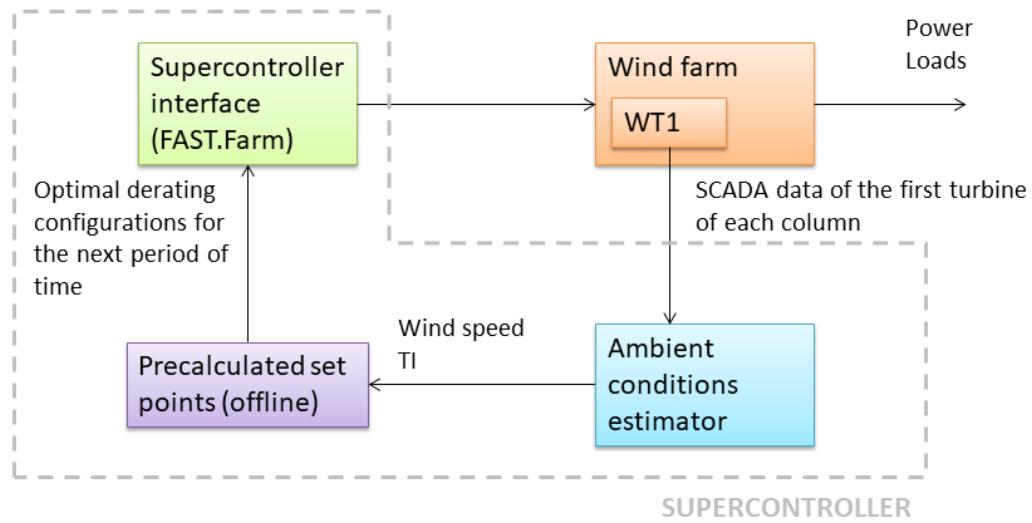 Supercontroller
interface
(FAST.Farm)
Wind farm
WT1
Power
Loads
Optimal derating
configurations for
the next period of
time
SCADA data of the first turbine
of each column
Wind speed
TI
Precalculated set
points (offline)
Ambient
conditions
estimator
SUPERCONTROLLER